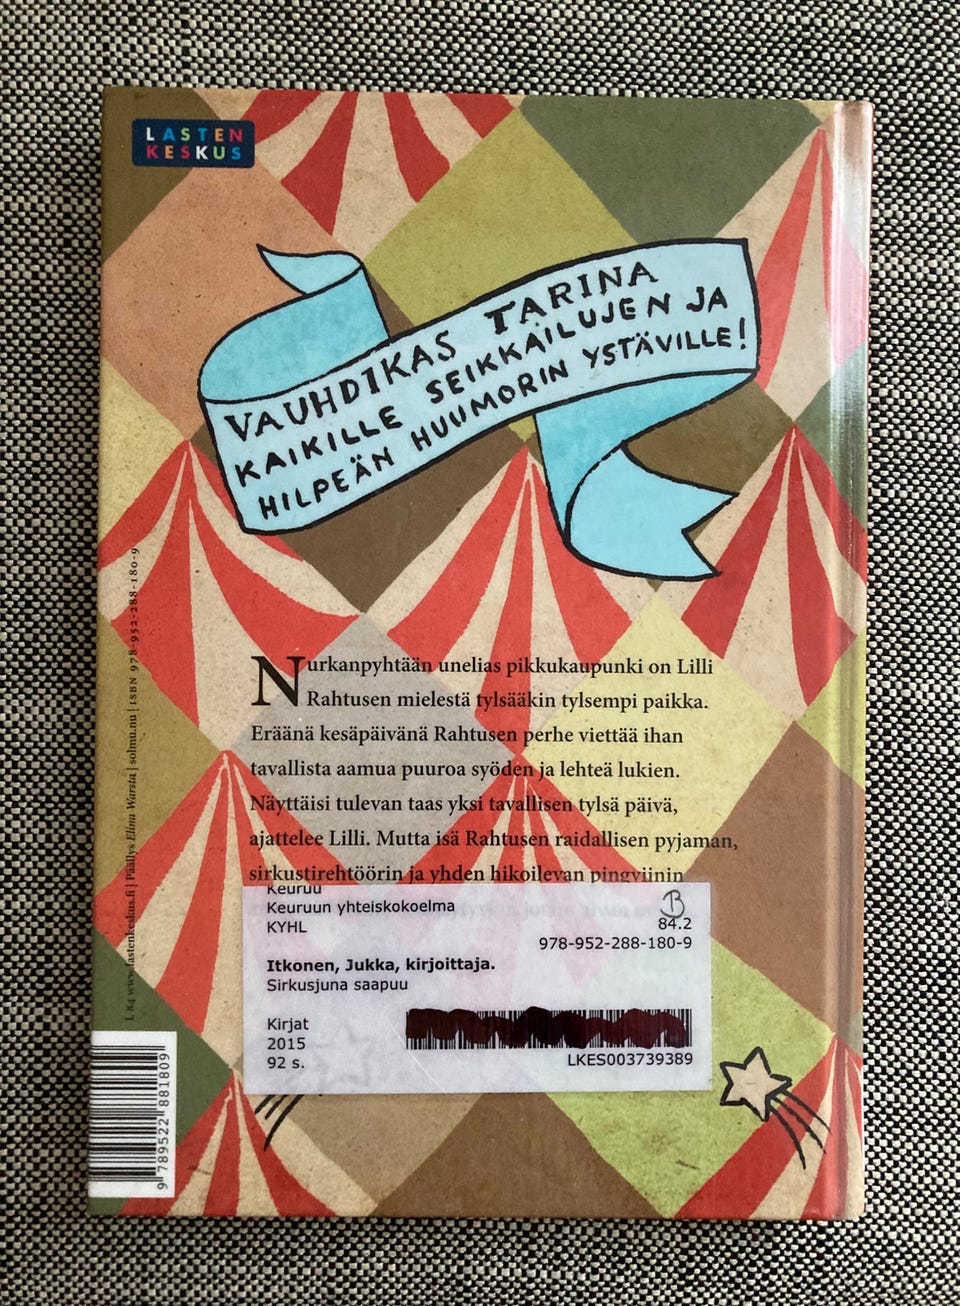 LASTEN
KESKUS
VAUHDIKAS TARINA
KAIKILLE SEIKKAILUJEN JA
HILPEÄN HUUMORIN YSTÄVILLE!
Nurkanpyhtään unelias pikkukaupunki on Lilli
Rahtusen mielestä tylsääkin tylsempi paikka.
Eräänä kesäpäivänä Rahtusen perhe viettää ihan
tavallista aamua puuroa syöden ja lehteä lukien.
Näyttäisi tulevan taas yksi tavallisen tylsä päivä,
ajattelee Lilli. Mutta isä Rahtusen raidallisen pyjaman,
sirkustirehtöörin ja yhden hikoilevan pingviinin
Keuruu
Keuruun yhteiskokoelma B
KYHL 84.2
978-952-288-180-9
Itkonen, Jukka, kirjoittaja.
Sirkusjuna saapuu
Kirjat
2015
92 s. LKES003739389
L 84 www.lastenkeskus.fi | Päällys Elina Warsta | solmu.nu | ISBN 978-952-288-180-9
9 789522 881809